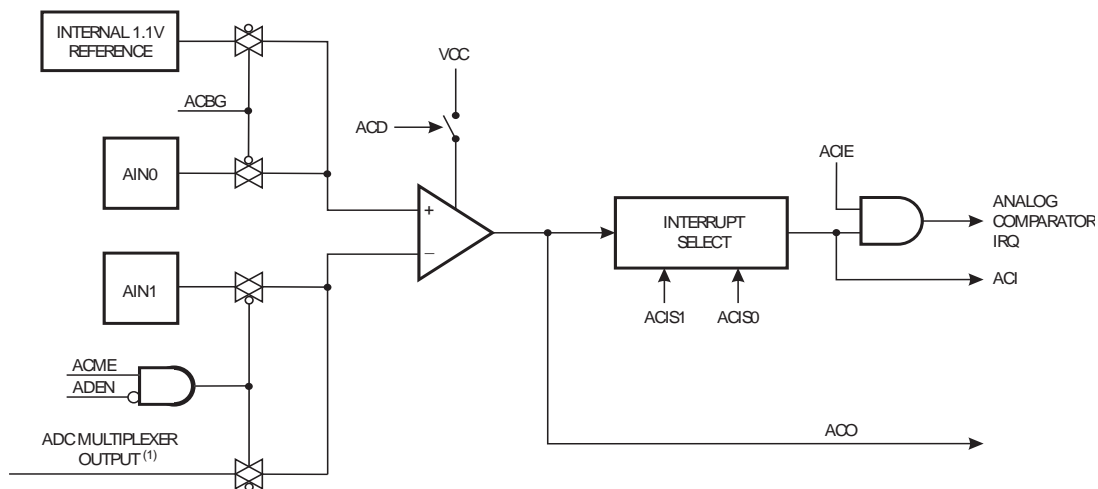 INTERNAL 1.1V
REFERENCE
ACBG
VCC
ACD
AIN0
ACIE
+
INTERRUPT
SELECT
ANALOG
COMPARATOR
IRQ
−
AIN1
ACI
ACIS1
ACIS0
ACME
ADEN
ADC MULTIPLEXER
OUTPUT (1)
ACO